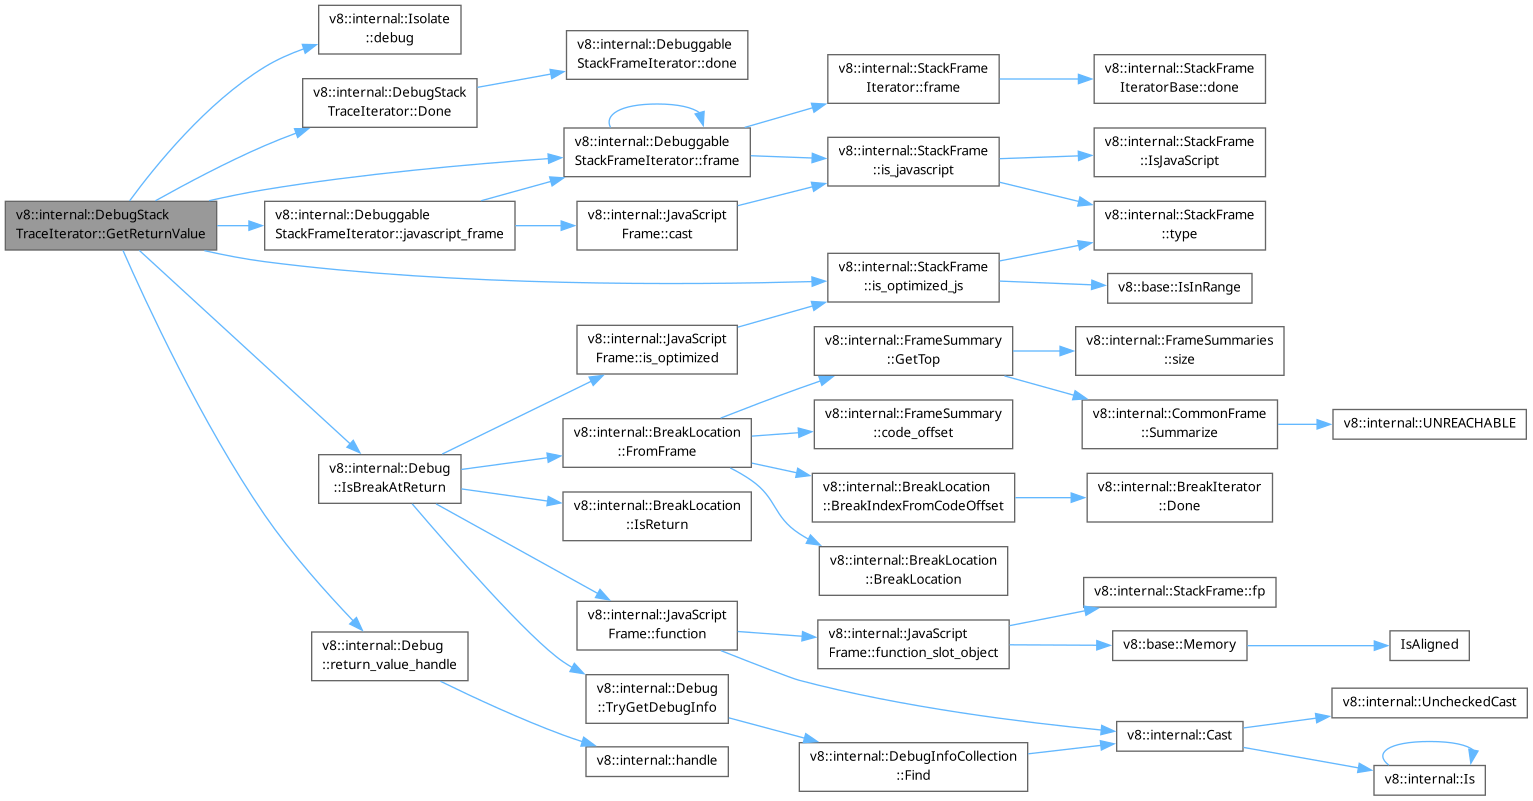 v8::internal::DebugStack
TraceIterator::GetReturnValue
v8::internal::Isolate
::debug
v8::internal::DebugStack
TraceIterator::Done
v8::internal::Debuggable
StackFrameIterator::done
v8::internal::Debuggable
StackFrameIterator::frame
v8::internal::StackFrame
Iterator::frame
v8::internal::StackFrame
IteratorBase::done
v8::internal::StackFrame
::is_javascript
v8::internal::StackFrame
::IsJavaScript
v8::internal::StackFrame
::type
v8::internal::Debuggable
StackFrameIterator::javascript_frame
v8::internal::JavaScript
Frame::cast
v8::internal::StackFrame
::is_optimized_js
v8::base::IsInRange
v8::internal::Debug
::IsBreakAtReturn
v8::internal::JavaScript
Frame::is_optimized
v8::internal::BreakLocation
::FromFrame
v8::internal::FrameSummary
::GetTop
v8::internal::FrameSummaries
::size
v8::internal::CommonFrame
::Summarize
v8::internal::UNREACHABLE
v8::internal::FrameSummary
::code_offset
v8::internal::BreakLocation
::BreakIndexFromCodeOffset
v8::internal::BreakIterator
::Done
v8::internal::BreakLocation
::BreakLocation
v8::internal::BreakLocation
::IsReturn
v8::internal::JavaScript
Frame::function
v8::internal::JavaScript
Frame::function_slot_object
v8::internal::StackFrame::fp
v8::base::Memory
IsAligned
v8::internal::Debug
::TryGetDebugInfo
v8::internal::DebugInfoCollection
::Find
v8::internal::Cast
v8::internal::UncheckedCast
v8::internal::Is
v8::internal::Debug
::return_value_handle
v8::internal::handle